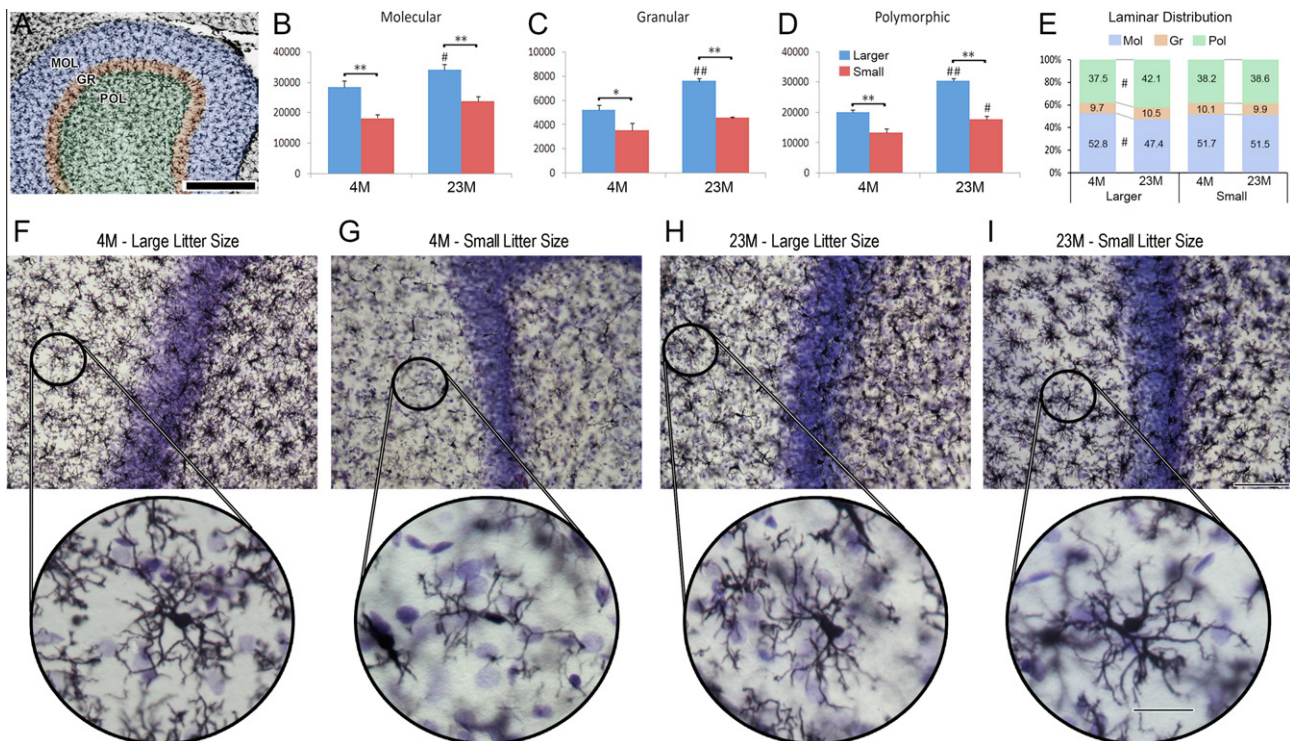 A
MOL
GR
POL
B
Molecular
40000
30000
20000
10000
0
**
**
#
4M
23M
C
Granular
10000
8000
6000
4000
2000
0
*
**
##
4M
23M
D
Polymorphic
40000
30000
20000
10000
0
Larger
Small
**
**
##
#
4M
23M
E
Laminar Distribution
Mol Gr Pol
100%
80%
60%
40%
20%
0%
37.5 # 42.1 38.2 38.6
9.7 10.5 10.1 9.9
52.8 # 47.4 51.7 51.5
4M 23M 4M 23M
Larger Small
F
4M - Large Litter Size
G
4M - Small Litter Size
H
23M - Large Litter Size
I
23M - Small Litter Size